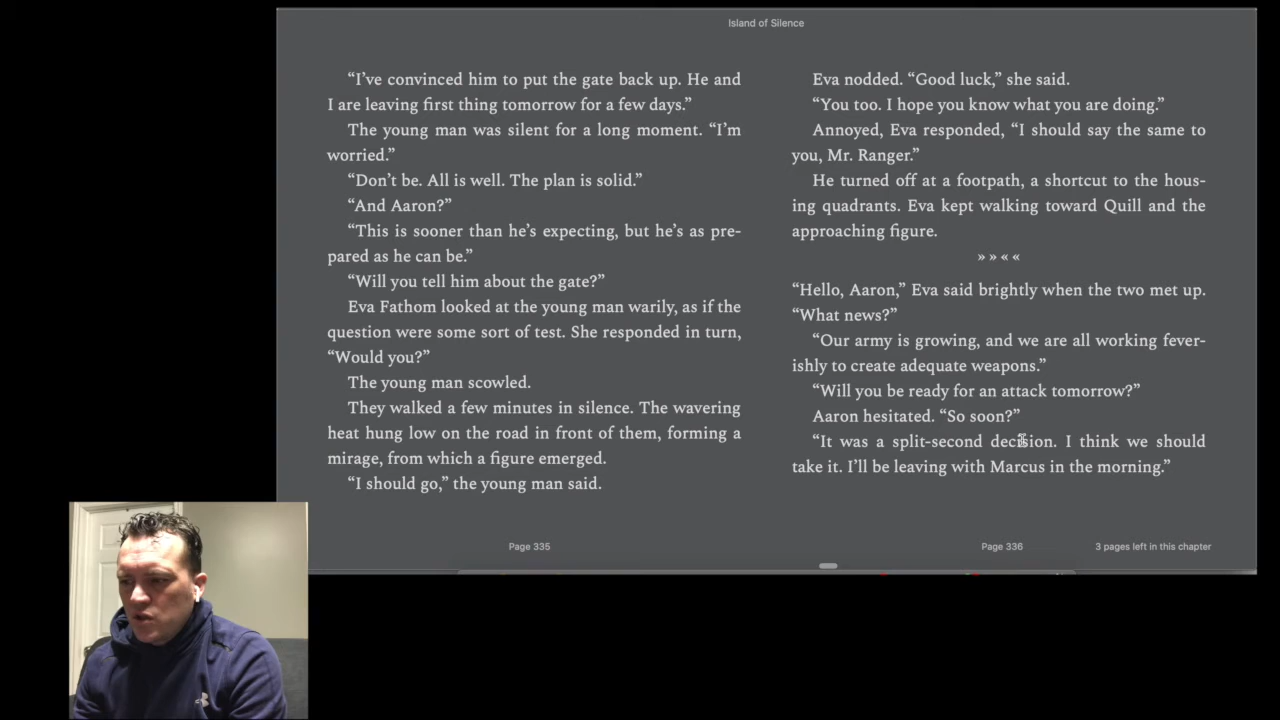 Island of Silence
“I’ve convinced him to put the gate back up. He and
I are leaving first thing tomorrow for a few days.”
The young man was silent for a long moment. “I’m
worried.”
“Don’t be. All is well. The plan is solid.”
“And Aaron?”
“This is sooner than he’s expecting, but he’s as pre-
pared as he can be.”
“Will you tell him about the gate?”
Eva Fathom looked at the young man warily, as if the
question were some sort of test. She responded in turn,
“Would you?”
The young man scowled.
They walked a few minutes in silence. The wavering
heat hung low on the road in front of them, forming a
mirage, from which a figure emerged.
“I should go,” the young man said.
Page 335
Eva nodded. “Good luck,” she said.
“You too. I hope you know what you are doing.”
Annoyed, Eva responded, “I should say the same to
you, Mr. Ranger.”
He turned off at a footpath, a shortcut to the hous-
ing quadrants. Eva kept walking toward Quill and the
approaching figure.
» » « «
“Hello, Aaron,” Eva said brightly when the two met up.
“What news?”
“Our army is growing, and we are all working fever-
ishly to create adequate weapons.”
“Will you be ready for an attack tomorrow?”
Aaron hesitated. “So soon?”
“It was a split-second decision. I think we should
take it. I’ll be leaving with Marcus in the morning.”
Page 336
3 pages left in this chapter